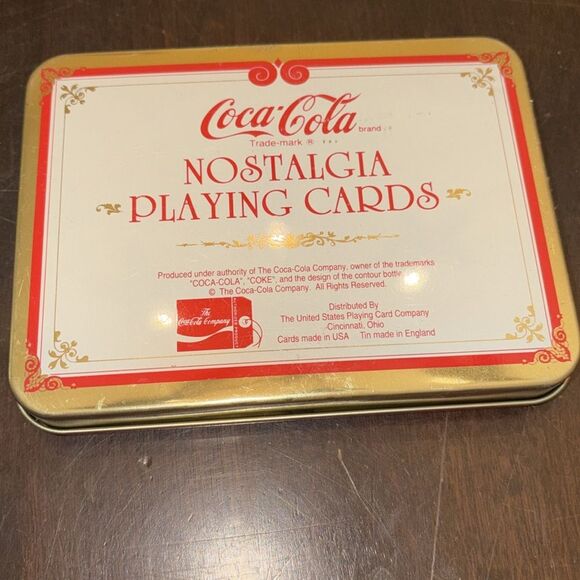 Coca-Cola brand
Trade-mark ®
NOSTALGIA
PLAYING CARDS
Produced under authority of The Coca-Cola Company, owner of the trademarks
"COCA-COLA", "COKE", and the design of the contour bottle.
© The Coca-Cola Company. All Rights Reserved.
The
Coca-Cola Company
Distributed By
The United States Playing Card Company
Cincinnati, Ohio
Cards made in USA Tin made in England